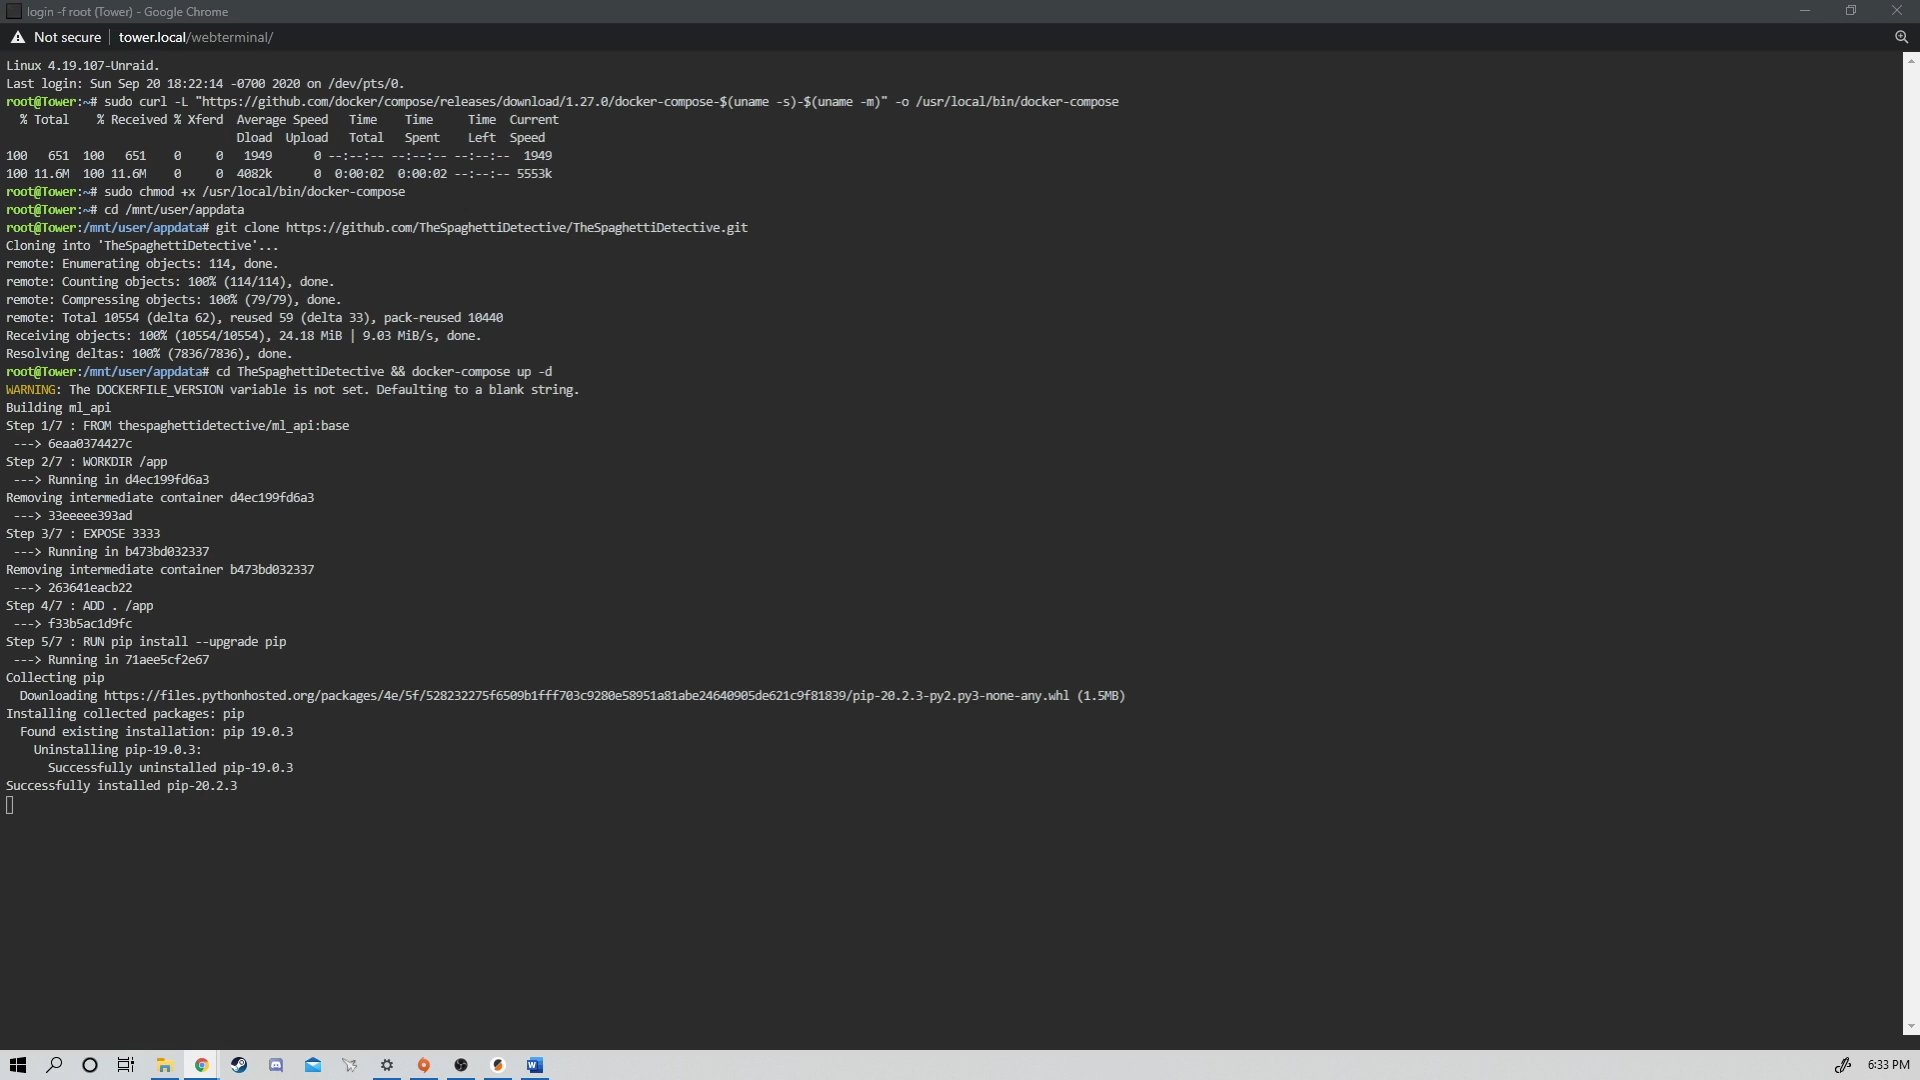 login -f root (Tower) - Google Chrome
Not secure | tower.local/webterminal/
Linux 4.19.107-Unraid.
Last login: Sun Sep 20 18:22:14 -0700 2020 on /dev/pts/0.
root@Tower:~# sudo curl -L "https://github.com/docker/compose/releases/download/1.27.0/docker-compose-$(uname -s)-$(uname -m)" -o /usr/local/bin/docker-compose
  % Total    % Received % Xferd  Average Speed   Time    Time     Time  Current
                                 Dload  Upload   Total   Spent    Left  Speed
100   651  100   651    0     0   1949      0 --:--:-- --:--:-- --:--:--  1949
100 11.6M  100 11.6M    0     0  4082k      0  0:00:02  0:00:02 --:--:-- 5553k
root@Tower:~# sudo chmod +x /usr/local/bin/docker-compose
root@Tower:~# cd /mnt/user/appdata
root@Tower:/mnt/user/appdata# git clone https://github.com/TheSpaghettiDetective/TheSpaghettiDetective.git
Cloning into 'TheSpaghettiDetective'...
remote: Enumerating objects: 114, done.
remote: Counting objects: 100% (114/114), done.
remote: Compressing objects: 100% (79/79), done.
remote: Total 10554 (delta 62), reused 59 (delta 33), pack-reused 10440
Receiving objects: 100% (10554/10554), 24.18 MiB | 9.03 MiB/s, done.
Resolving deltas: 100% (7836/7836), done.
root@Tower:/mnt/user/appdata# cd TheSpaghettiDetective && docker-compose up -d
WARNING: The DOCKERFILE_VERSION variable is not set. Defaulting to a blank string.
Building ml_api
Step 1/7 : FROM thespaghettidetective/ml_api:base
 ---> 6eaa0374427c
Step 2/7 : WORKDIR /app
 ---> Running in d4ec199fd6a3
Removing intermediate container d4ec199fd6a3
 ---> 33eeeee393ad
Step 3/7 : EXPOSE 3333
 ---> Running in b473bd032337
Removing intermediate container b473bd032337
 ---> 263641eacb22
Step 4/7 : ADD . /app
 ---> f33b5ac1d9fc
Step 5/7 : RUN pip install --upgrade pip
 ---> Running in 71aee5cf2e67
Collecting pip
  Downloading https://files.pythonhosted.org/packages/4e/5f/528232275f6509b1fff703c9280e58951a81abe24640905de621c9f81839/pip-20.2.3-py2.py3-none-any.whl (1.5MB)
Installing collected packages: pip
  Found existing installation: pip 19.0.3
    Uninstalling pip-19.0.3:
      Successfully uninstalled pip-19.0.3
Successfully installed pip-20.2.3
6:33 PM